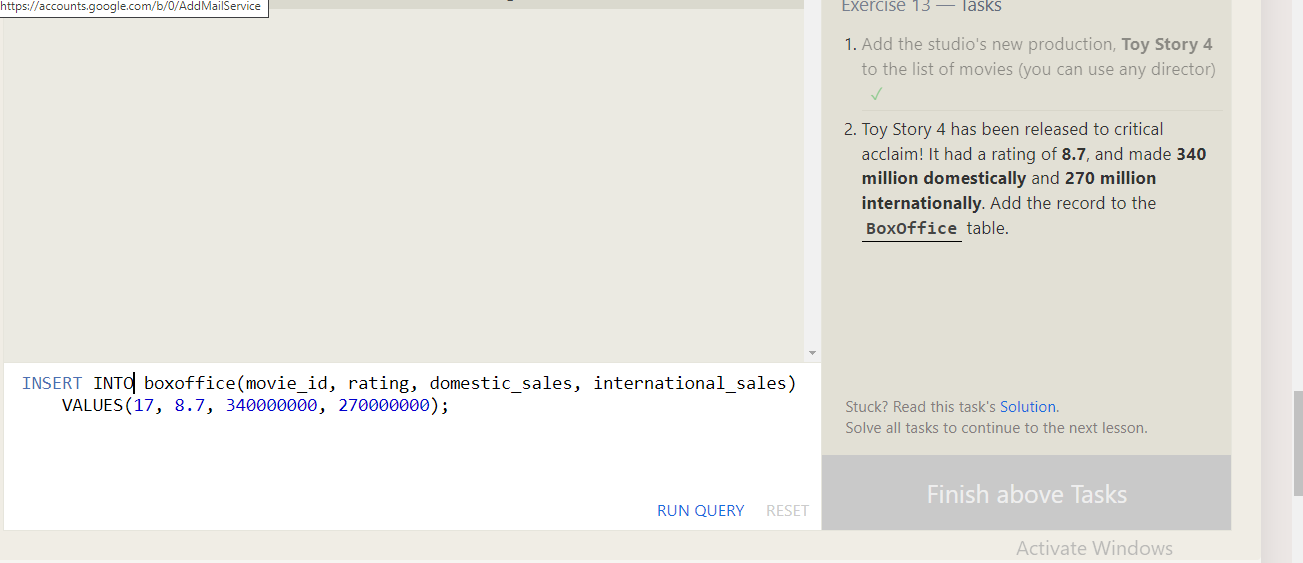 https://accounts.google.com/b/0/AddMailService
Exercise 13 — Tasks
1. Add the studio's new production, Toy Story 4
to the list of movies (you can use any director)
✓
2. Toy Story 4 has been released to critical
acclaim! It had a rating of 8.7, and made 340
million domestically and 270 million
internationally. Add the record to the
BoxOffice table.
INSERT INTO boxoffice(movie_id, rating, domestic_sales, international_sales)
VALUES(17, 8.7, 340000000, 270000000);
RUN QUERY RESET
Stuck? Read this task's Solution.
Solve all tasks to continue to the next lesson.
Finish above Tasks
Activate Windows